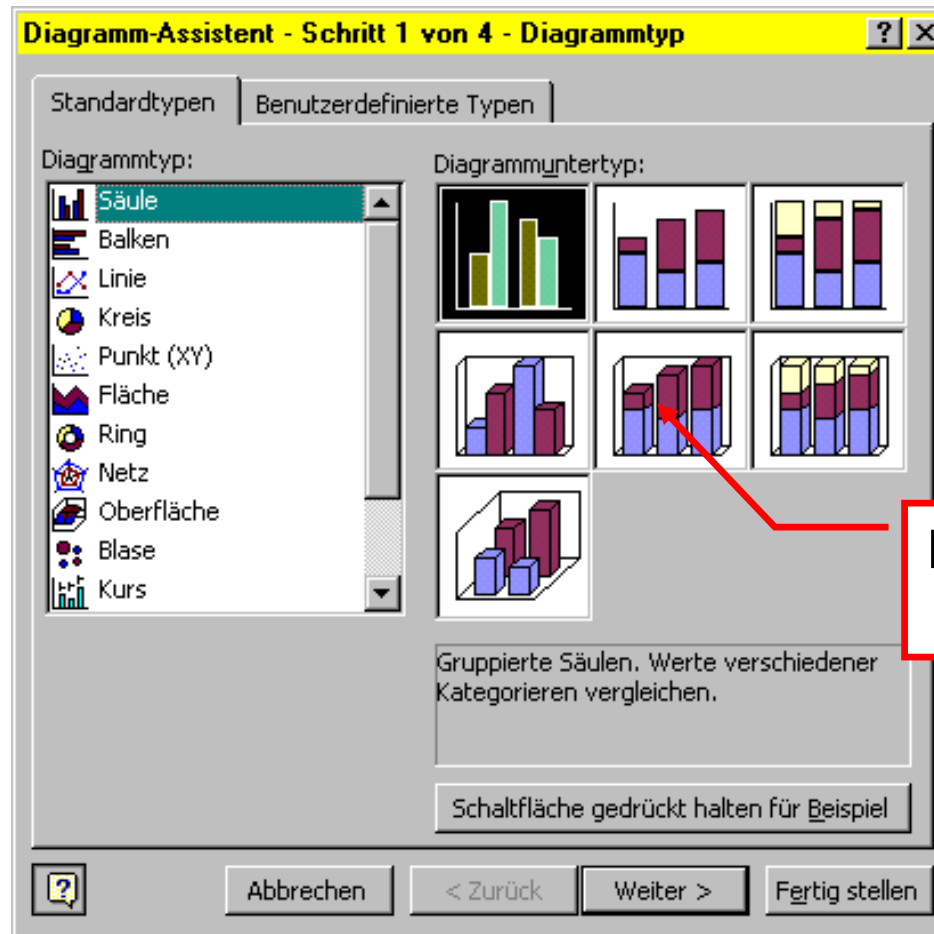 Diagramm-Assistent - Schritt 1 von 4 - Diagrammtyp
Standardtypen
Benutzerdefinierte Typen
Diagrammtyp:
Säule
Balken
Linie
Kreis
Punkt (XY)
Fläche
Ring
Netz
Oberfläche
Blase
Kurs
Diagrammuntertyp:
Gruppierte Säulen. Werte verschiedener
Kategorieren vergleichen.
Schaltfläche gedrückt halten für Beispiel
Abbrechen
< Zurück
Weiter >
Fertig stellen